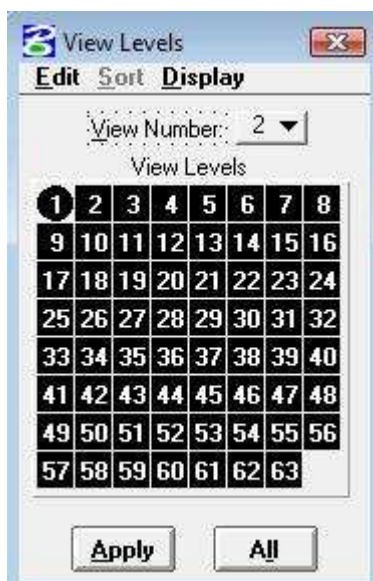 View Levels
Edit Sort Display
View Number: 2
View Levels
1 2 3 4 5 6 7 8
9 10 11 12 13 14 15 16
17 18 19 20 21 22 23 24
25 26 27 28 29 30 31 32
33 34 35 36 37 38 39 40
41 42 43 44 45 46 47 48
49 50 51 52 53 54 55 56
57 58 59 60 61 62 63
Apply All